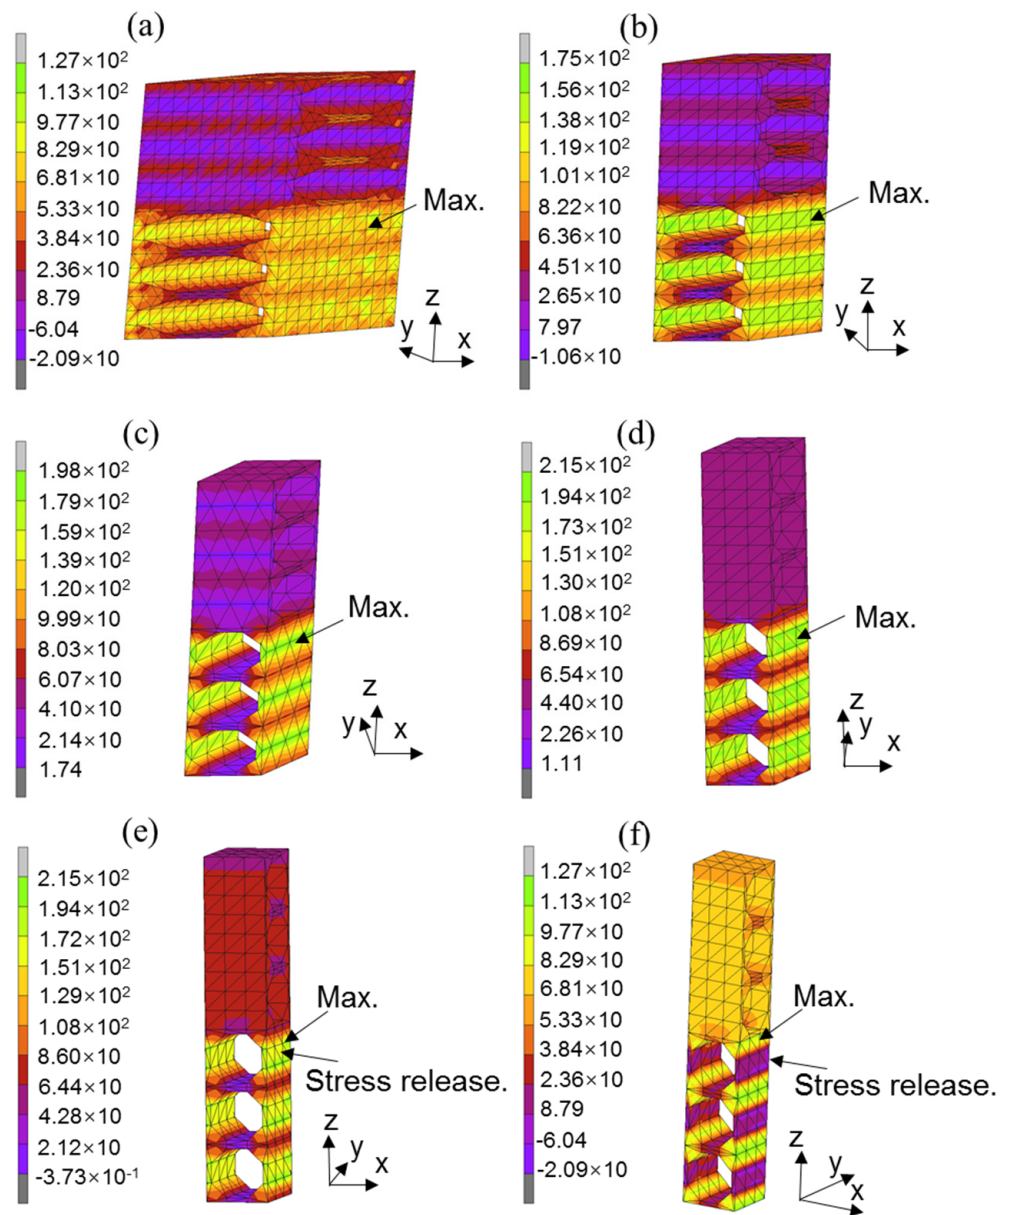 (a)
1.27×10²
1.13×10²
9.77×10
8.29×10
6.81×10
5.33×10
3.84×10
2.36×10
8.79
-6.04
-2.09×10
Max.
z
y
x
(b)
1.75×10²
1.56×10²
1.38×10²
1.19×10²
1.01×10²
8.22×10
6.36×10
4.51×10
2.65×10
7.97
-1.06×10
Max.
z
y
x
(c)
1.98×10²
1.79×10²
1.59×10²
1.39×10²
1.20×10²
9.99×10
8.03×10
6.07×10
4.10×10
2.14×10
1.74
Max.
z
y
x
(d)
2.15×10²
1.94×10²
1.73×10²
1.51×10²
1.30×10²
1.08×10²
8.69×10
6.54×10
4.40×10
2.26×10
1.11
Max.
z
y
x
(e)
2.15×10²
1.94×10²
1.72×10²
1.51×10²
1.29×10²
1.08×10²
8.60×10
6.44×10
4.28×10
2.12×10
-3.73×10⁻¹
Max.
Stress release.
z
y
x
(f)
1.27×10²
1.13×10²
9.77×10
8.29×10
6.81×10
5.33×10
3.84×10
2.36×10
8.79
-6.04
-2.09×10
Max.
Stress release.
z
y
x